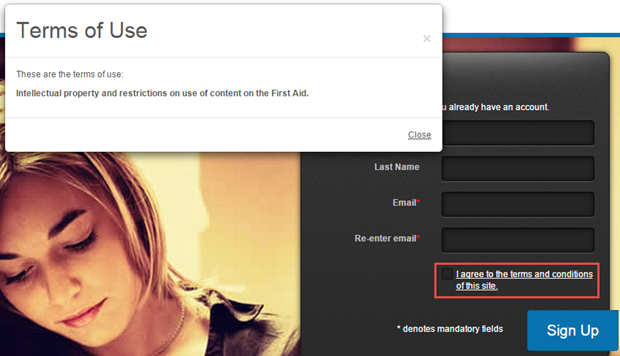 Terms of Use
×
These are the terms of use:
Intellectual property and restrictions on use of content on the First Aid.
Close
u already have an account.
Last Name
Email*
Re-enter email*
I agree to the terms and conditions
of this site.
* denotes mandatory fields
Sign Up